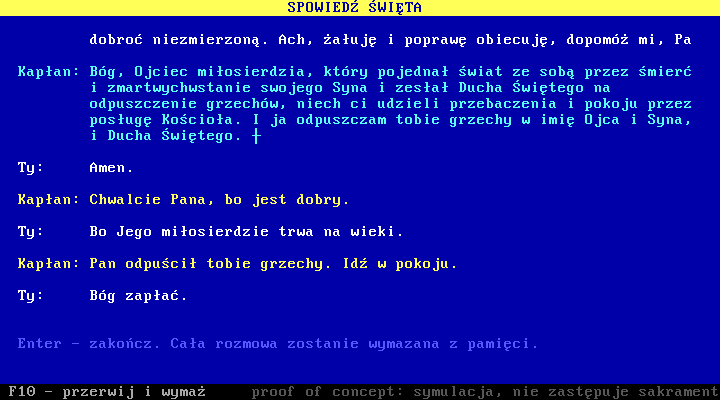 SPOWIEDŹ ŚWIĘTA
dobroć niezmierzoną. Ach, żałuję i poprawę obiecuję, dopomóż mi, Pa
Kapłan: Bóg, Ojciec miłosierdzia, który pojednał świat ze sobą przez śmierć
i zmartwychwstanie swojego Syna i zesłał Ducha Świętego na
odpuszczenie grzechów, niech ci udzieli przebaczenia i pokoju przez
posługę Kościoła. I ja odpuszczam tobie grzechy w imię Ojca i Syna,
i Ducha Świętego. ┼
Ty: Amen.
Kapłan: Chwalcie Pana, bo jest dobry.
Ty: Bo Jego miłosierdzie trwa na wieki.
Kapłan: Pan odpuścił tobie grzechy. Idź w pokoju.
Ty: Bóg zapłać.
Enter - zakończ. Cała rozmowa zostanie wymazana z pamięci.
F10 - przerwij i wymaż proof of concept: symulacja, nie zastępuje sakrament